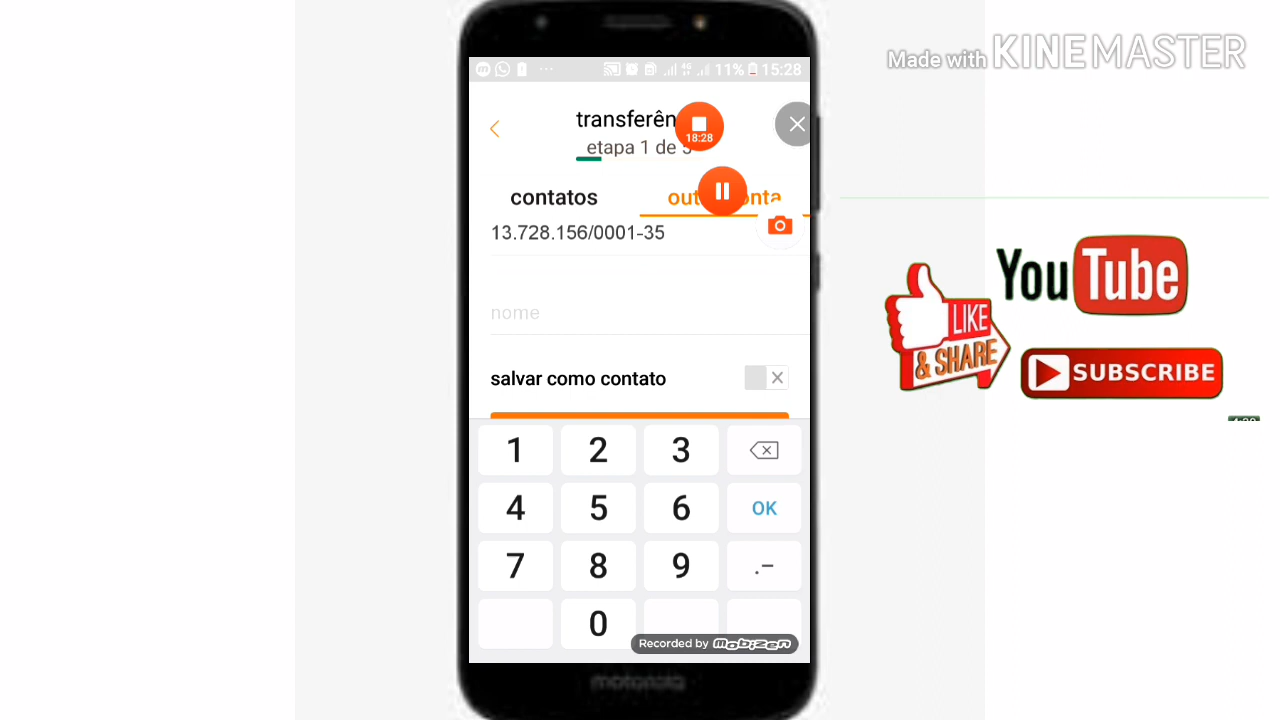 Made with KINEMASTER
11% 15:28
transferên
18:28
etapa 1 de
contatos
13.728.156/0001-35
nome
salvar como contato
1 2 3
4 5 6 OK
7 8 9 .-
0
Recorded by mobizen
motorola
YouTube
LIKE
& SHARE
SUBSCRIBE